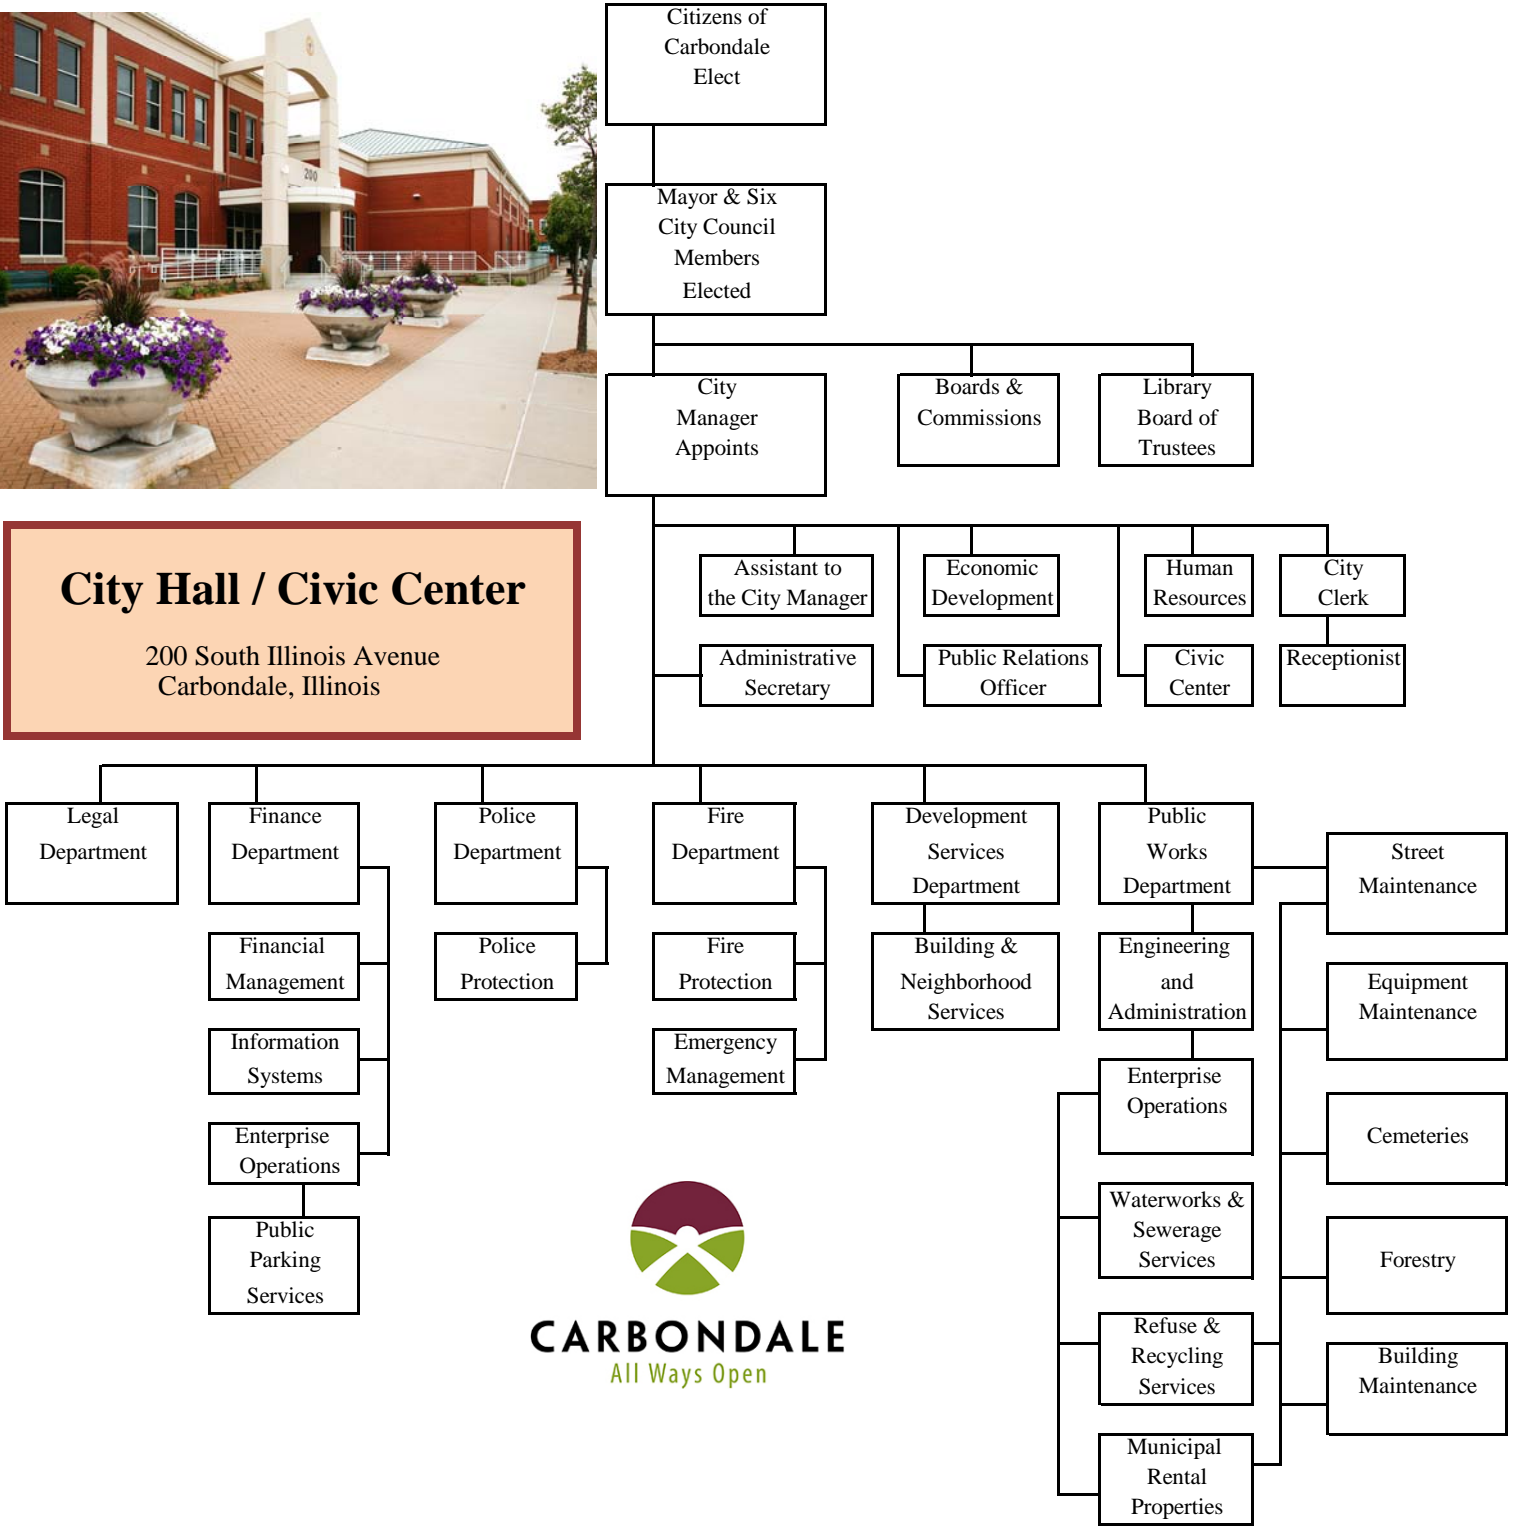 Citizens of
Carbondale
Elect
200
Mayor & Six
City Council
Members
Elected
City
Manager
Appoints
Boards &
Commissions
Library
Board of
Trustees
City Hall / Civic Center
200 South Illinois Avenue
Carbondale, Illinois
Assistant to
the City Manager
Economic
Development
Human
Resources
City
Clerk
Administrative
Secretary
Public Relations
Officer
Civic
Center
Receptionist
Legal
Department
Finance
Department
Police
Department
Fire
Department
Development
Services
Department
Public
Works
Department
Street
Maintenance
Financial
Management
Police
Protection
Fire
Protection
Building &
Neighborhood
Services
Engineering
and
Administration
Equipment
Maintenance
Information
Systems
Emergency
Management
Enterprise
Operations
Cemeteries
Enterprise
Operations
Public
Parking
Services
Waterworks &
Sewerage
Services
Forestry
Refuse &
Recycling
Services
Building
Maintenance
Municipal
Rental
Properties
CARBONDALE
All Ways Open